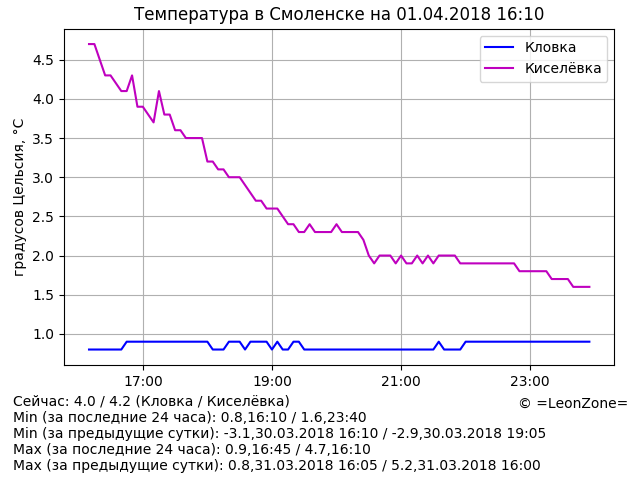 Температура в Смоленске на 01.04.2018 16:10
Кловка
Киселёвка
градусов Цельсия, °C
4.5
4.0
3.5
3.0
2.5
2.0
1.5
1.0
17:00 19:00 21:00 23:00
Сейчас: 4.0 / 4.2 (Кловка / Киселёвка)
© =LeonZone=
Min (за последние 24 часа): 0.8,16:10 / 1.6,23:40
Min (за предыдущие сутки): -3.1,30.03.2018 16:10 / -2.9,30.03.2018 19:05
Max (за последние 24 часа): 0.9,16:45 / 4.7,16:10
Max (за предыдущие сутки): 0.8,31.03.2018 16:05 / 5.2,31.03.2018 16:00